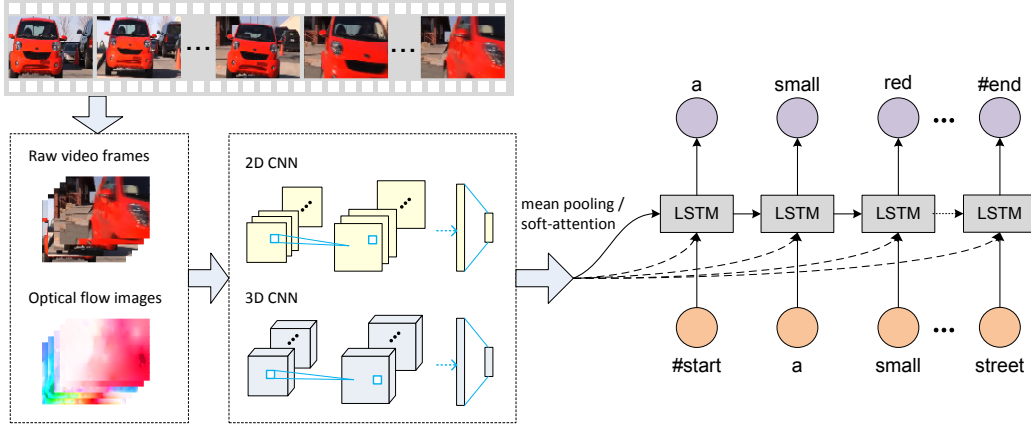 Raw video frames
Optical flow images
2D CNN
3D CNN
mean pooling /
soft-attention
a small red ... #end
LSTM LSTM LSTM LSTM
#start a small ... street